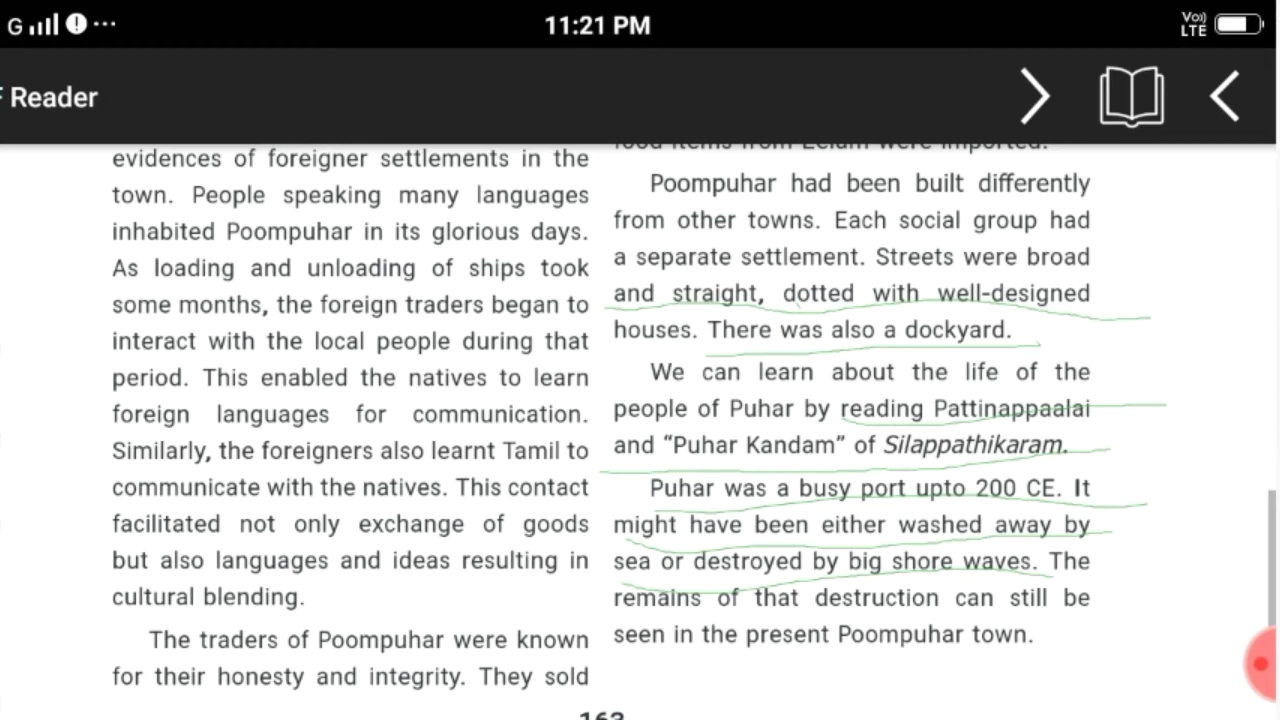 G
11:21 PM
Vo))
LTE
Reader
evidences of foreigner settlements in the
town. People speaking many languages
inhabited Poompuhar in its glorious days.
As loading and unloading of ships took
some months, the foreign traders began to
interact with the local people during that
period. This enabled the natives to learn
foreign languages for communication.
Similarly, the foreigners also learnt Tamil to
communicate with the natives. This contact
facilitated not only exchange of goods
but also languages and ideas resulting in
cultural blending.
The traders of Poompuhar were known
for their honesty and integrity. They sold
food items from Eelam were imported.
Poompuhar had been built differently
from other towns. Each social group had
a separate settlement. Streets were broad
and straight, dotted with well-designed
houses. There was also a dockyard.
We can learn about the life of the
people of Puhar by reading Pattinappaalai
and “Puhar Kandam” of Silappathikaram.
Puhar was a busy port upto 200 CE. It
might have been either washed away by
sea or destroyed by big shore waves. The
remains of that destruction can still be
seen in the present Poompuhar town.
163